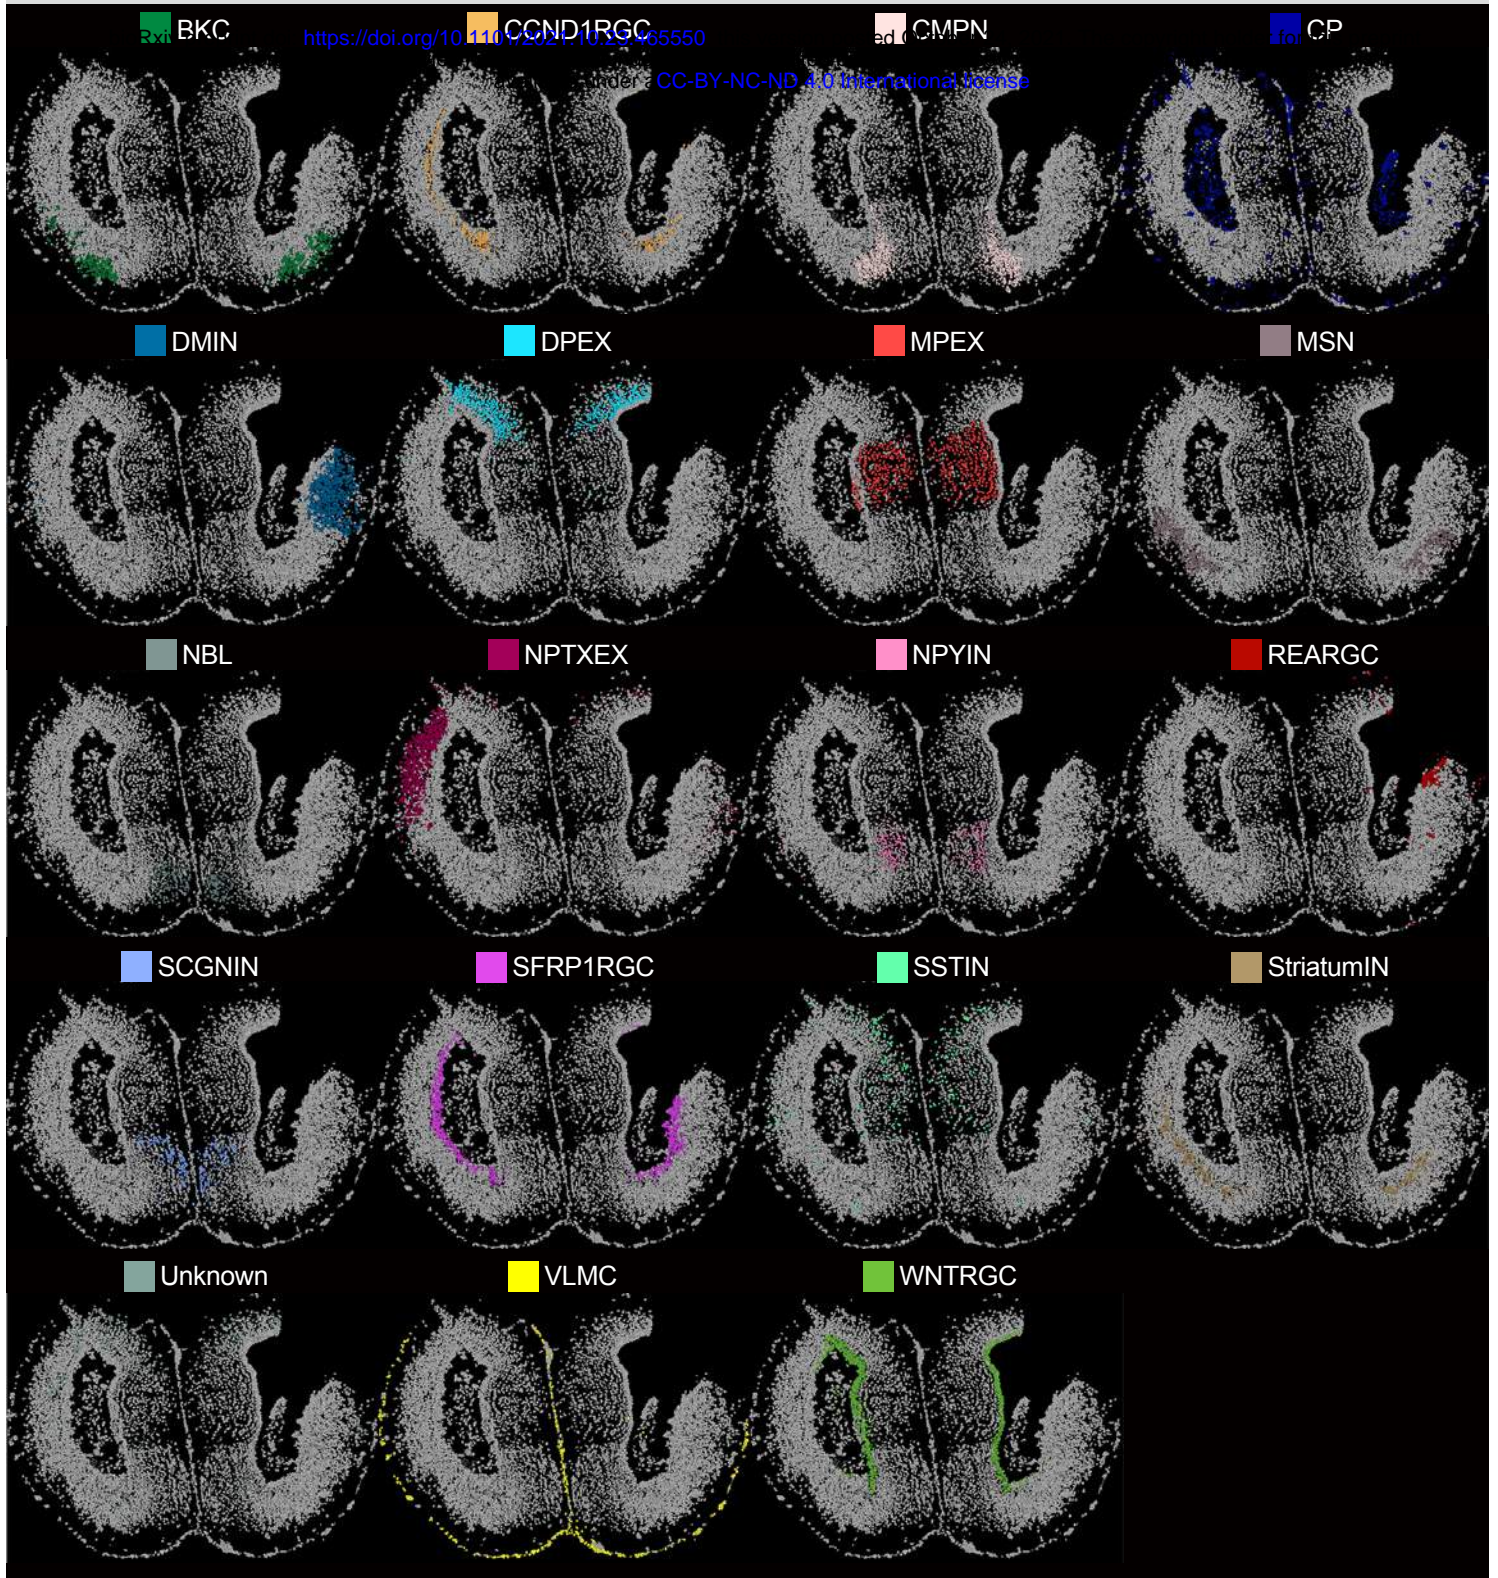 BKC CCND1RGC CMPN CP
https://doi.org/10.1101/2021.10.23.465550
under a CC-BY-NC-ND 4.0 International license
DMIN DPEX MPEX MSN
NBL NPTXEX NPYIN REARGC
SCGNIN SFRP1RGC SSTIN StriatumIN
Unknown VLMC WNTRGC